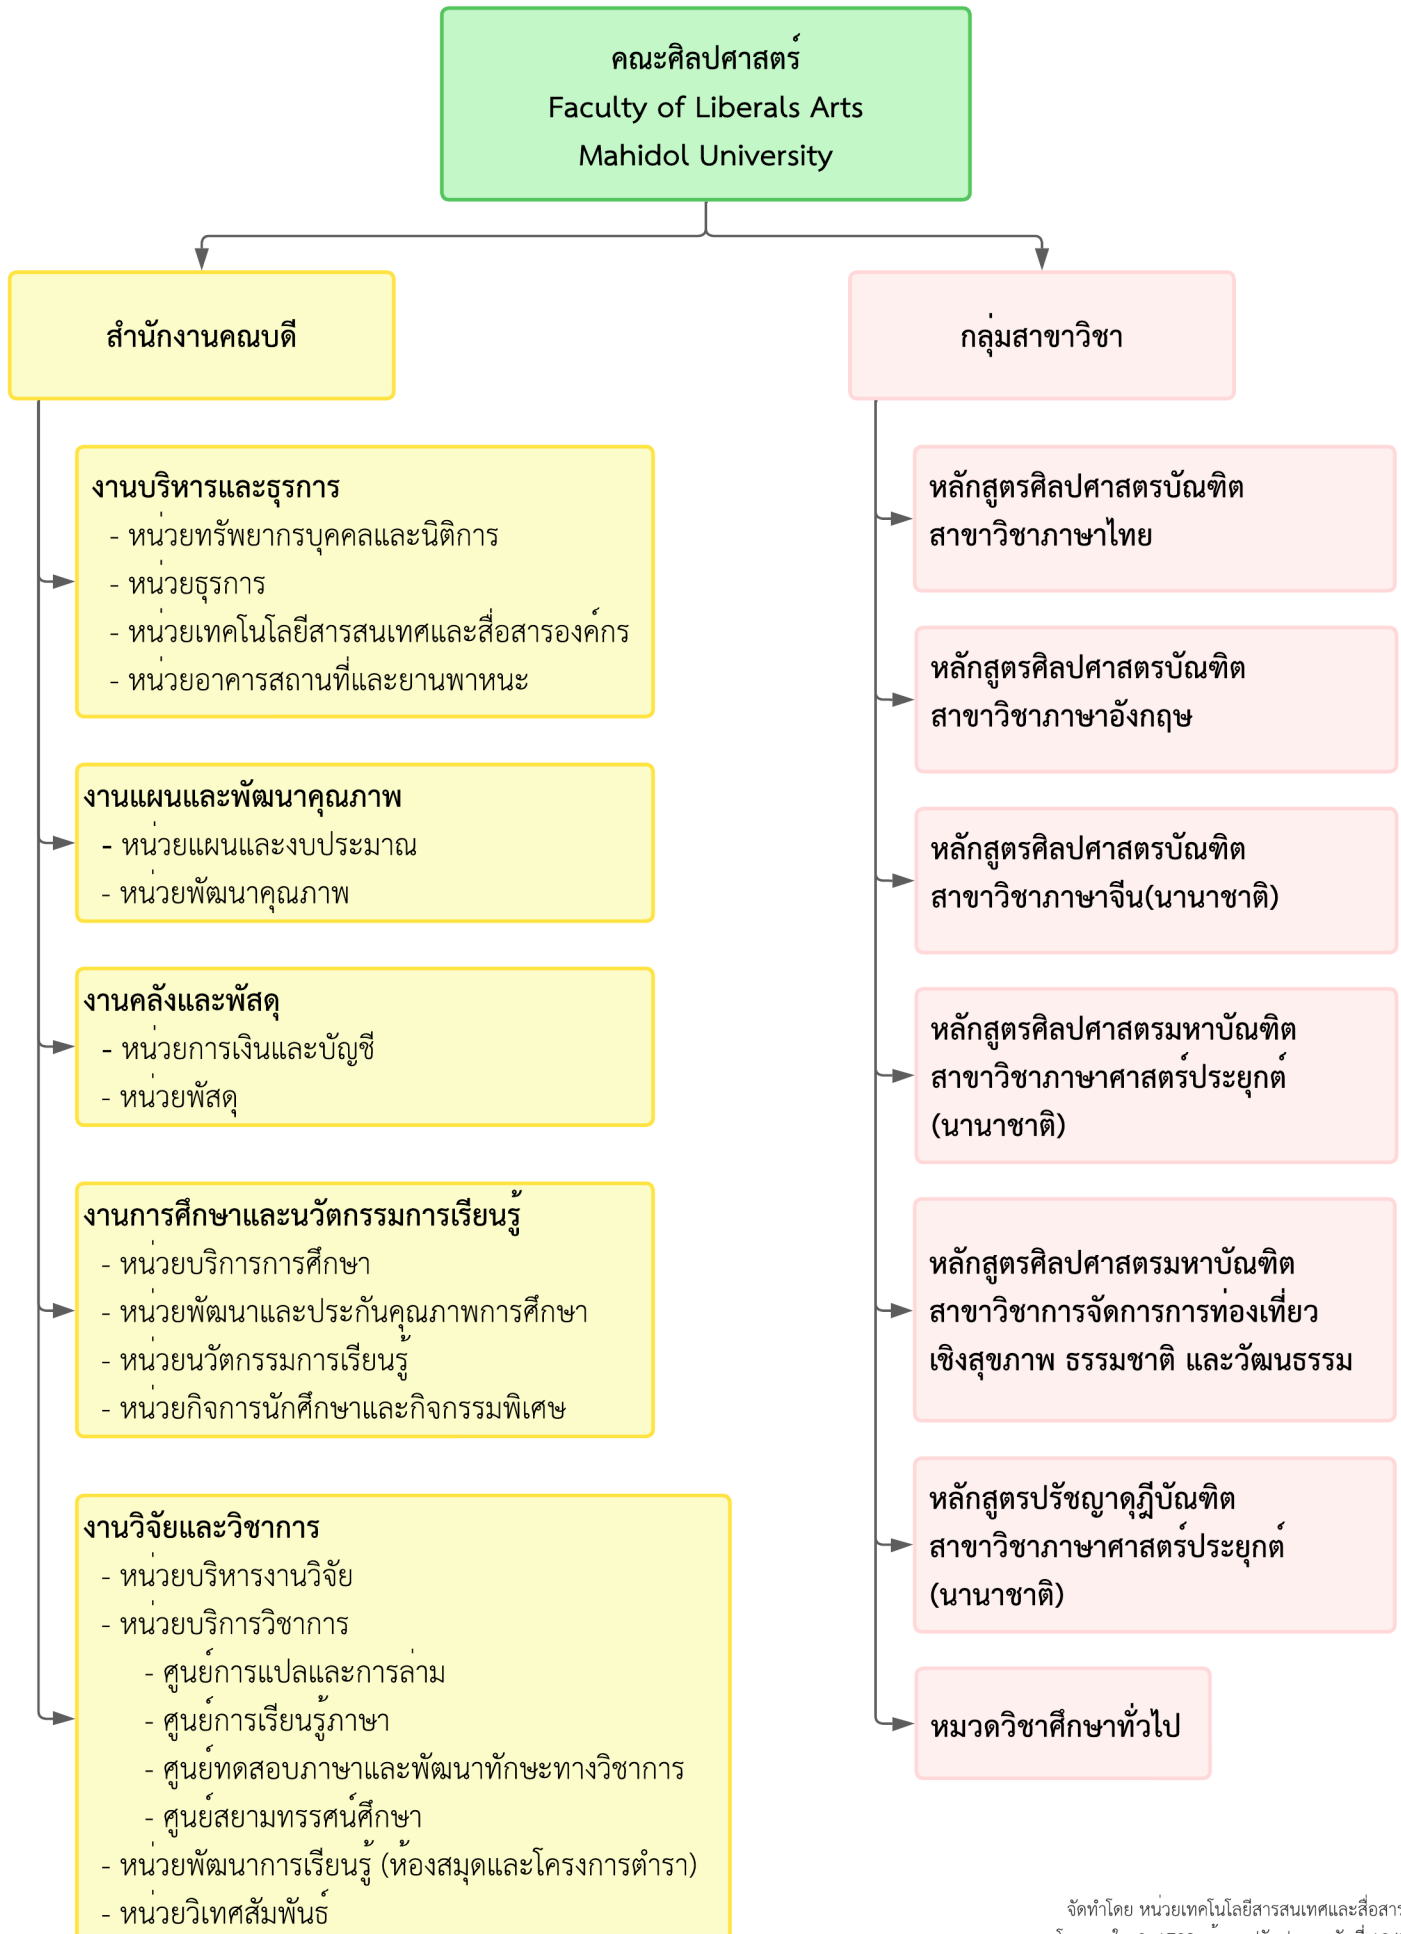 คณะศิลปศาสตร์
Faculty of Liberals Arts
Mahidol University
สำนักงานคณบดี
งานบริหารและธุรการ
- หน่วยทรัพยากรบุคคลและนิติการ
- หน่วยธุรการ
- หน่วยเทคโนโลยีสารสนเทศและสื่อสารองค์กร
- หน่วยอาคารสถานที่และยานพาหนะ
งานแผนและพัฒนาคุณภาพ
- หน่วยแผนและงบประมาณ
- หน่วยพัฒนาคุณภาพ
งานคลังและพัสดุ
- หน่วยการเงินและบัญชี
- หน่วยพัสดุ
งานการศึกษาและนวัตกรรมการเรียนรู้
- หน่วยบริการการศึกษา
- หน่วยพัฒนาและประกันคุณภาพการศึกษา
- หน่วยนวัตกรรมการเรียนรู้
- หน่วยกิจการนักศึกษาและกิจกรรมพิเศษ
งานวิจัยและวิชาการ
- หน่วยบริหารงานวิจัย
- หน่วยบริการวิชาการ
- ศูนย์การแปลและการล่าม
- ศูนย์การเรียนรู้ภาษา
- ศูนย์ทดสอบภาษาและพัฒนาทักษะทางวิชาการ
- ศูนย์สยามทรรศน์ศึกษา
- หน่วยพัฒนาการเรียนรู้ (ห้องสมุดและโครงการตำรา)
- หน่วยวิเทศสัมพันธ์
กลุ่มสาขาวิชา
หลักสูตรศิลปศาสตรบัณฑิต
สาขาวิชาภาษาไทย
หลักสูตรศิลปศาสตรบัณฑิต
สาขาวิชาภาษาอังกฤษ
หลักสูตรศิลปศาสตรบัณฑิต
สาขาวิชาภาษาจีน(นานาชาติ)
หลักสูตรศิลปศาสตรมหาบัณฑิต
สาขาวิชาภาษาศาสตร์ประยุกต์
(นานาชาติ)
หลักสูตรศิลปศาสตรมหาบัณฑิต
สาขาวิชาการจัดการการท่องเที่ยว
เชิงสุขภาพ ธรรมชาติ และวัฒนธรรม
หลักสูตรปรัชญาดุฎีบัณฑิต
สาขาวิชาภาษาศาสตร์ประยุกต์
(นานาชาติ)
หมวดวิชาศึกษาทั่วไป
จัดทำโดย หน่วยเทคโนโลยีสารสนเทศและสื่อสาร